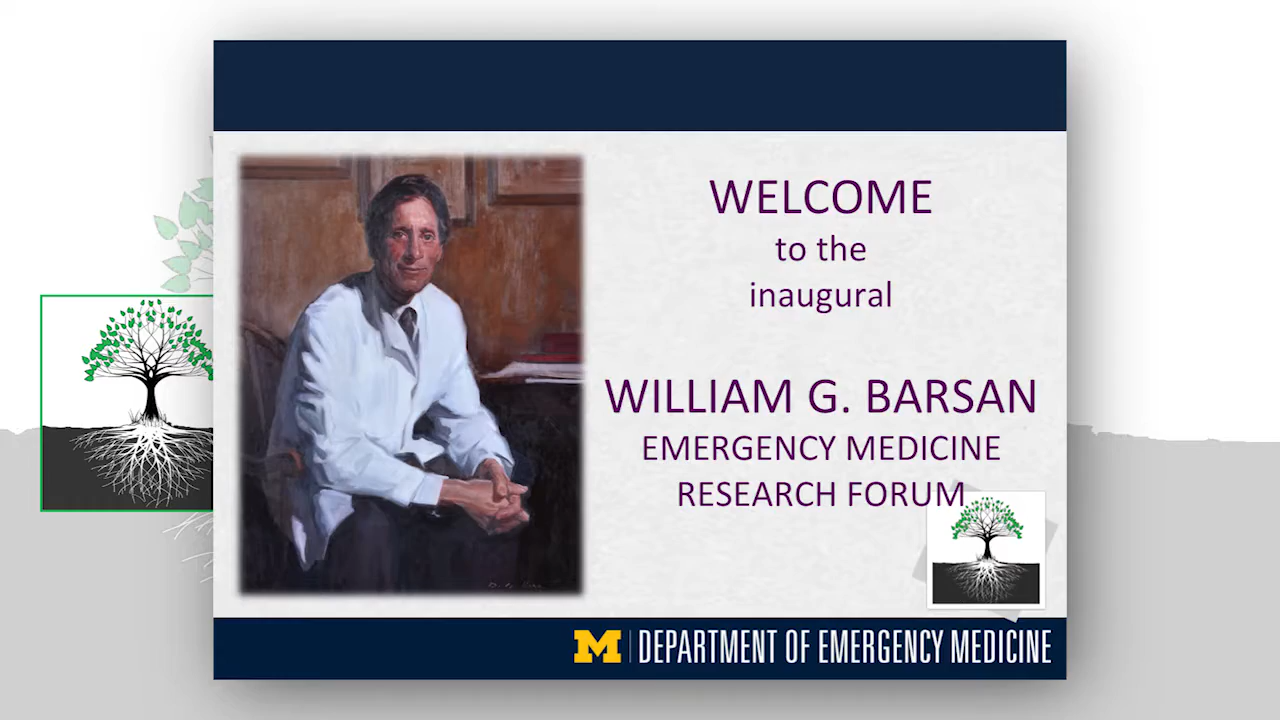 WELCOME
to the
inaugural
WILLIAM G. BARSAN
EMERGENCY MEDICINE
RESEARCH FORUM
M | DEPARTMENT OF EMERGENCY MEDICINE